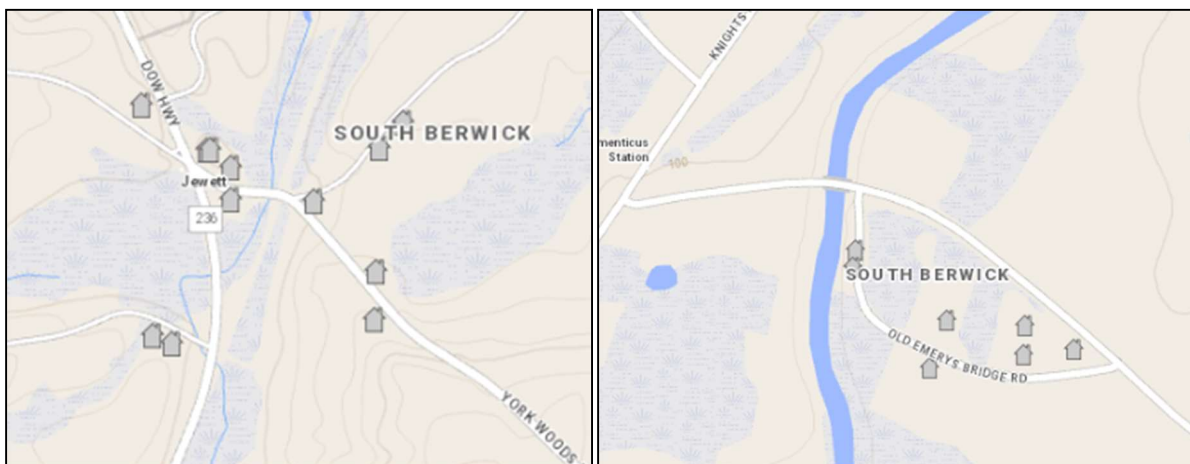 DOW HWY
SOUTH BERWICK
Jewett
236
YORK WOODS
KNIGHTS
menticus
Station
100
SOUTH BERWICK
OLD EMERYS BRIDGE RD